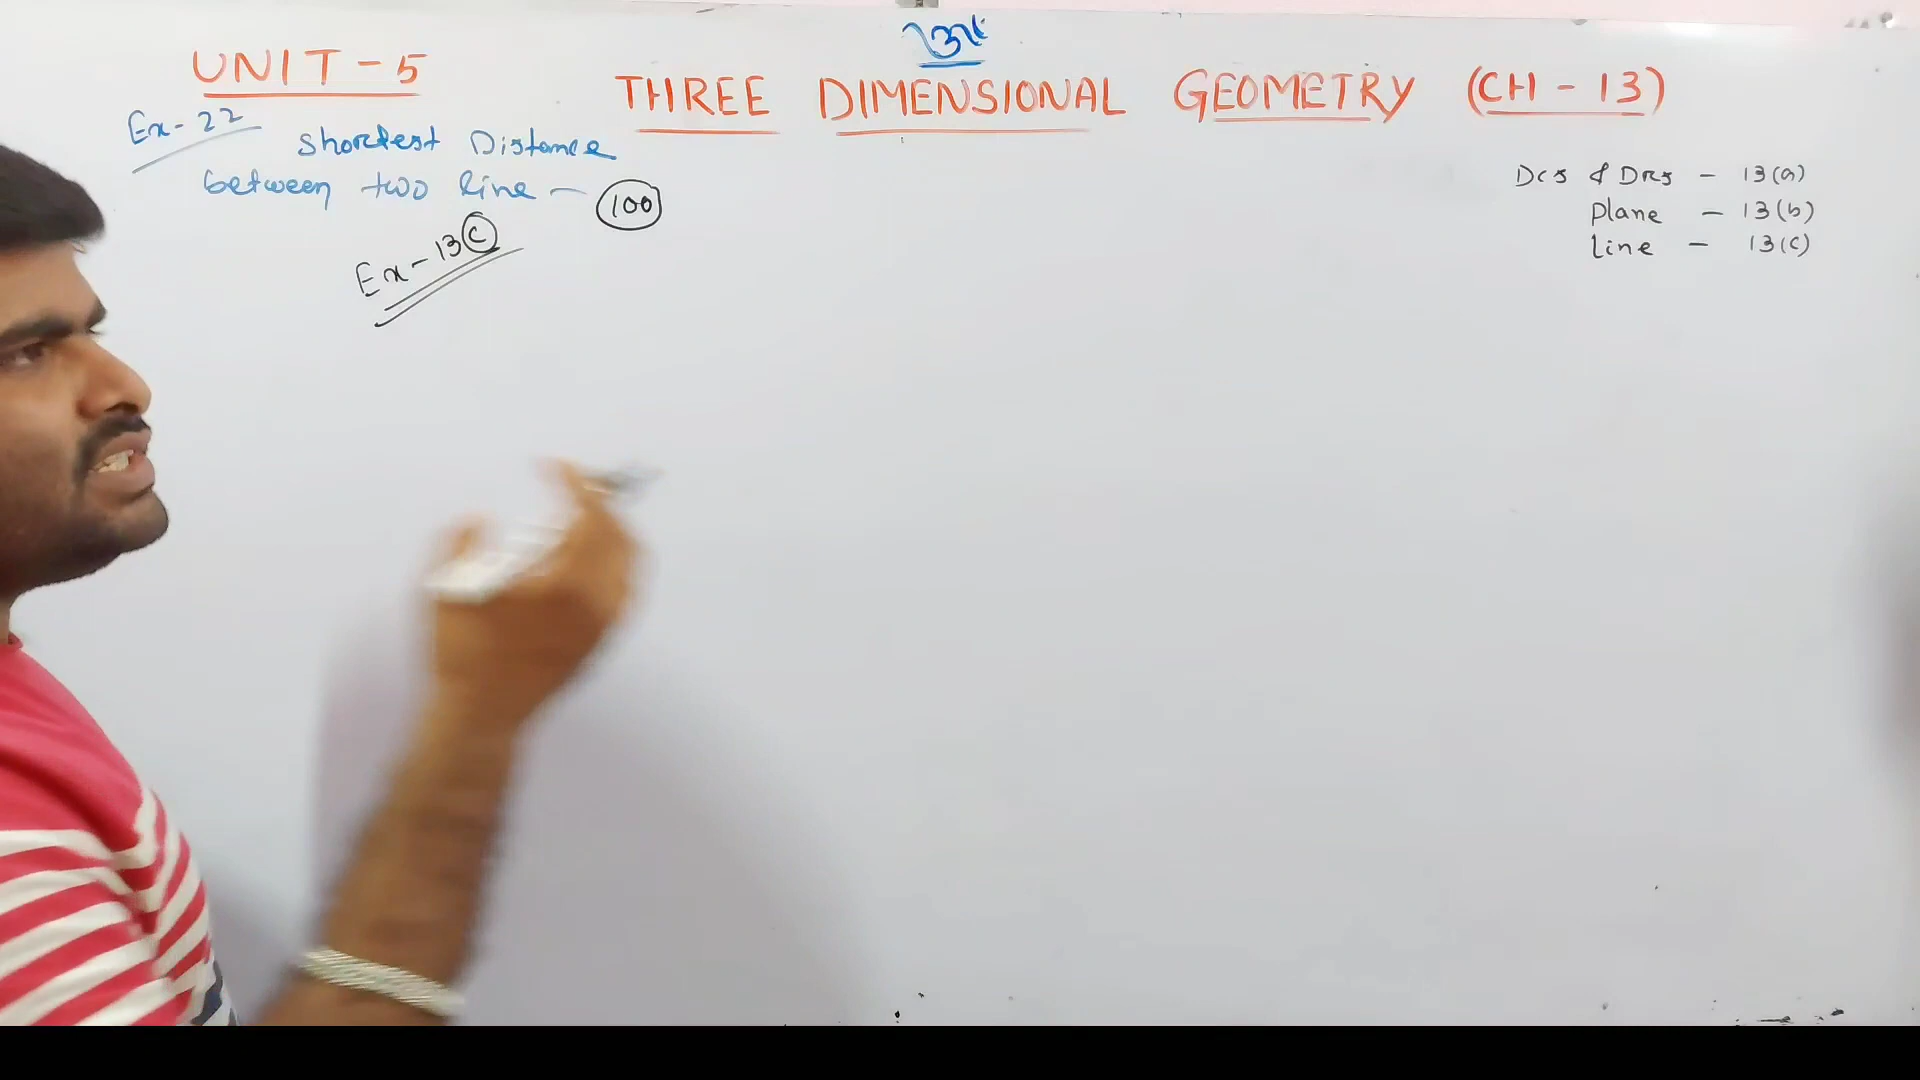 UNIT - 5
THREE DIMENSIONAL GEOMETRY (CH - 13)
Ex - 22
Shortest Distance
between two line - 100
Ex - 13(c)
Dcs & DRs - 13(a)
Plane - 13(b)
Line - 13(c)